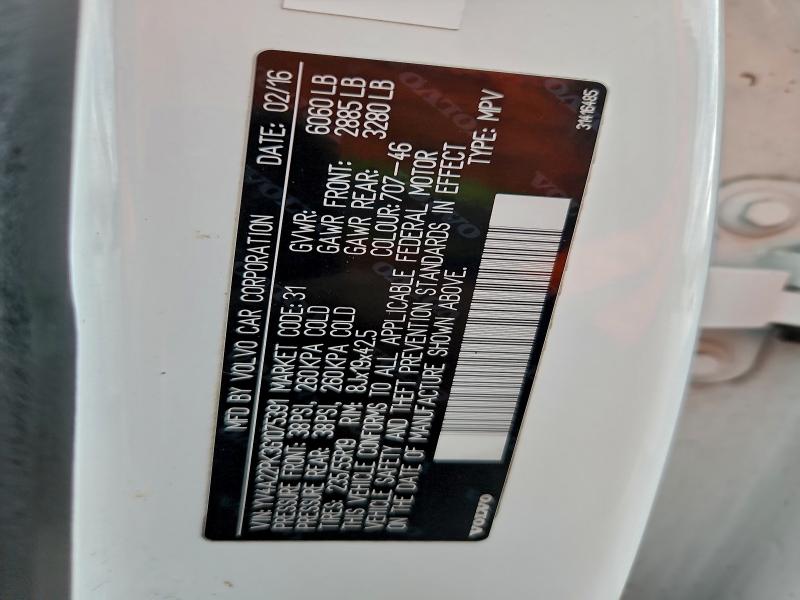 MFD BY VOLVO CAR CORPORATION DATE: 02/16
VIN: YV4A22PK3G1075391 MARKET CODE: 31 GVWR: 6060 LB
PRESSURE FRONT: 38PSI, 260KPA COLD GAWR FRONT: 2885 LB
PRESSURE REAR: 38PSI, 260KPA COLD GAWR REAR: 3280 LB
TIRES: 235/55R19 RIM: 8Jx19x42.5 COLOUR: 707-46
THIS VEHICLE CONFORMS TO ALL APPLICABLE FEDERAL MOTOR
VEHICLE SAFETY AND THEFT PREVENTION STANDARDS IN EFFECT
ON THE DATE OF MANUFACTURE SHOWN ABOVE. TYPE: MPV
VOLVO
31416485